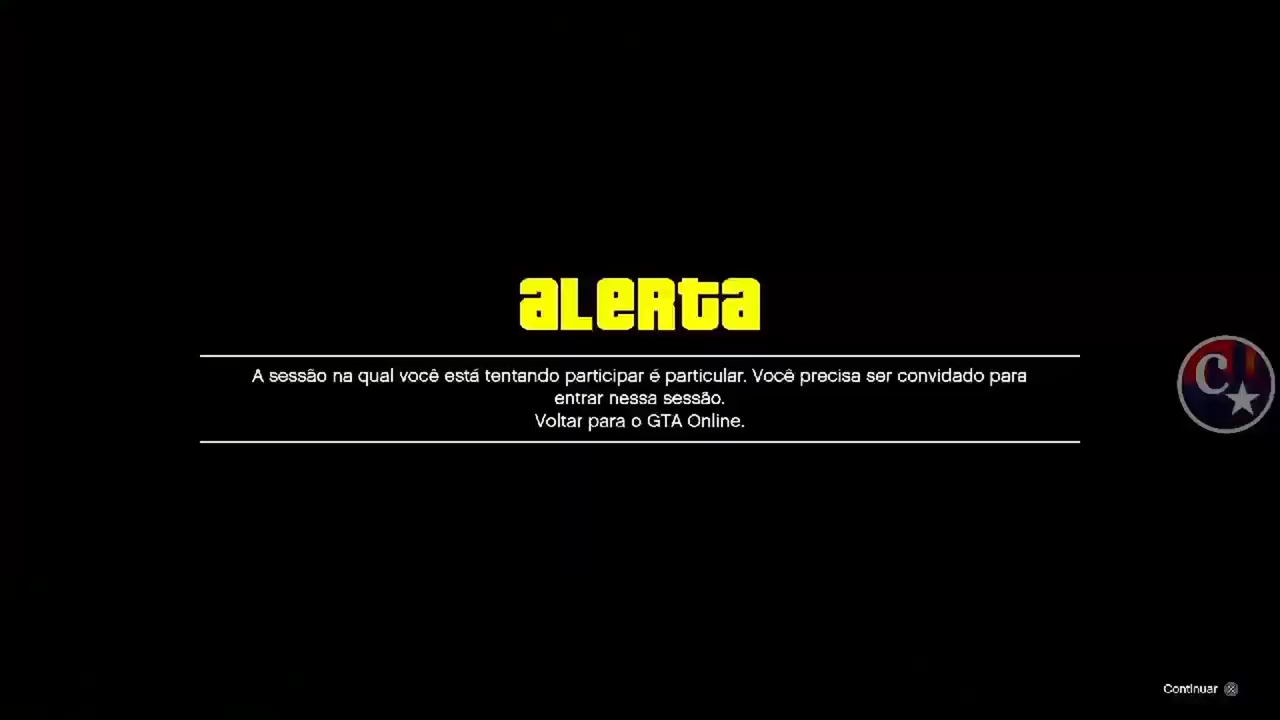 ALERTA
A sessão na qual você está tentando participar é particular. Você precisa ser convidado para
entrar nessa sessão.
Voltar para o GTA Online.
C
Continuar